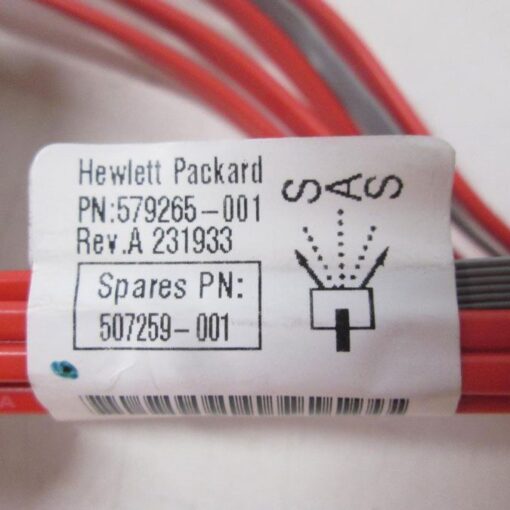 Hewlett Packard
PN:579265-001
Rev.A 231933
Spares PN:
507259-001
SAS